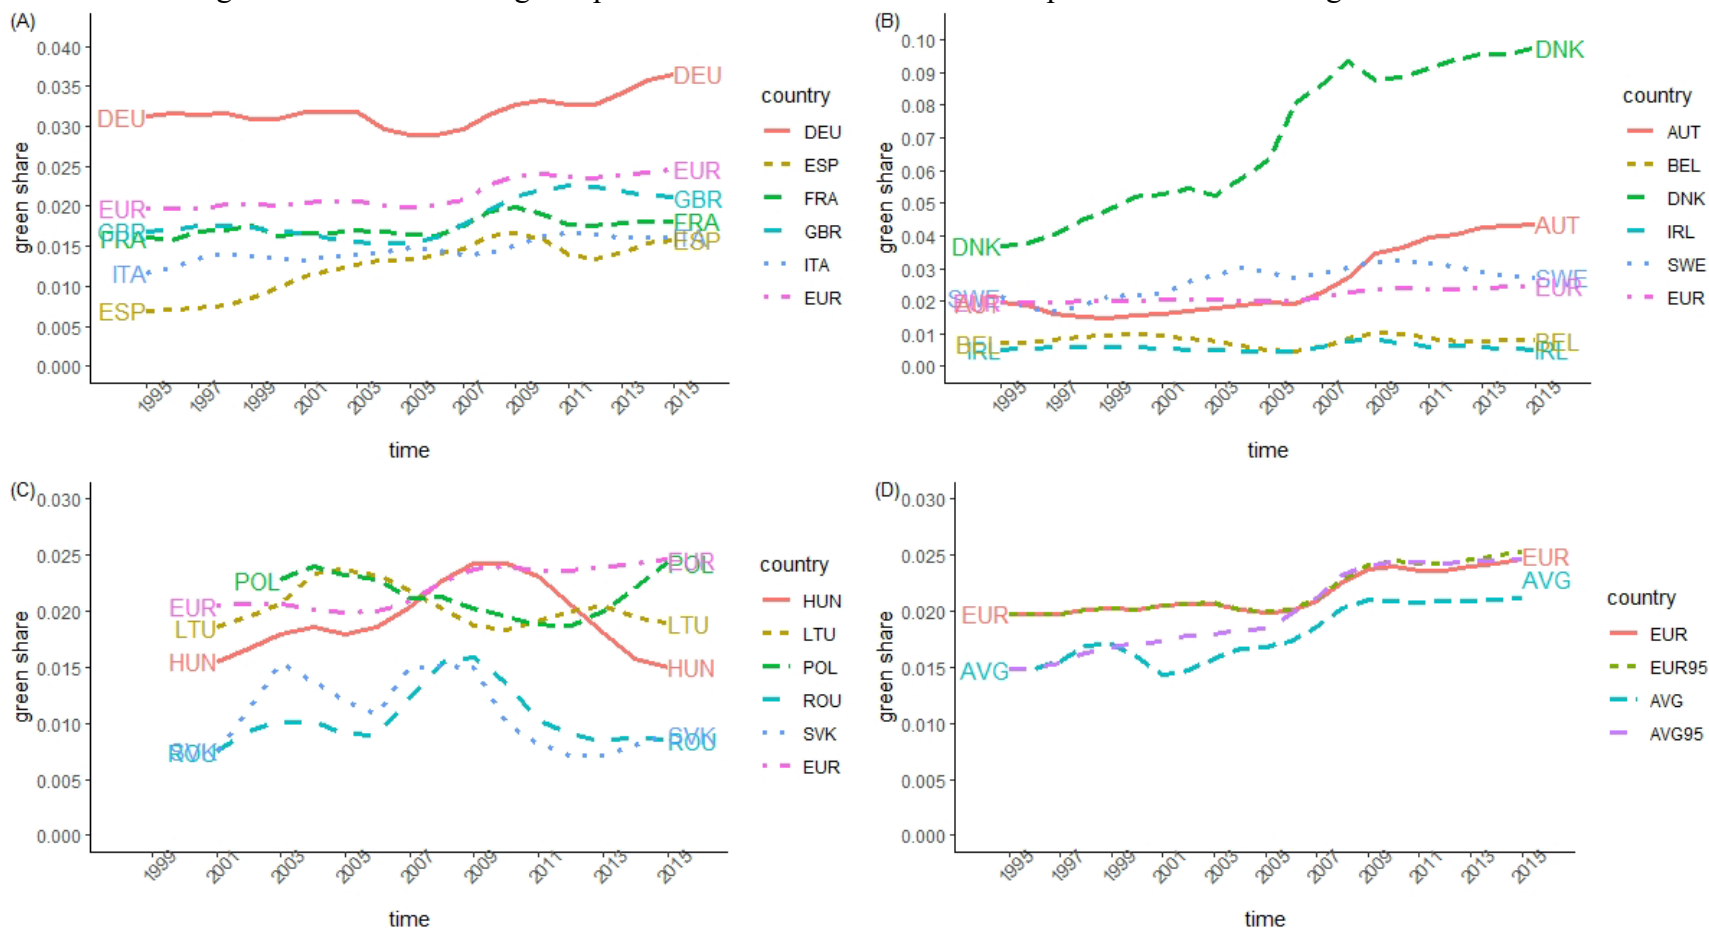 (A)
green share
0.040
0.035
0.030
0.025
0.020
0.015
0.010
0.005
0.000
DEU
EUR
GBR
FRA
ITA
ESP
DEU
EUR
GBR
FRA
ITA
ESP
1995 1997 1999 2001 2003 2005 2007 2009 2011 2013 2015
time
country
DEU
ESP
FRA
GBR
ITA
EUR
(B)
green share
0.10
0.09
0.08
0.07
0.06
0.05
0.04
0.03
0.02
0.01
0.00
DNK
SWE
EUR
AUT
BEL
IRL
DNK
AUT
SWE
EUR
BEL
IRL
1995 1997 1999 2001 2003 2005 2007 2009 2011 2013 2015
time
country
AUT
BEL
DNK
IRL
SWE
EUR
(C)
green share
0.030
0.025
0.020
0.015
0.010
0.005
0.000
POL
EUR
LTU
HUN
SVK
ROU
EUR
POL
LTU
HUN
SVK
ROU
1999 2001 2003 2005 2007 2009 2011 2013 2015
time
country
HUN
LTU
POL
ROU
SVK
EUR
(D)
green share
0.030
0.025
0.020
0.015
0.010
0.005
0.000
EUR
AVG
EUR
AVG
1995 1997 1999 2001 2003 2005 2007 2009 2011 2013 2015
time
country
EUR
EUR95
AVG
AVG95